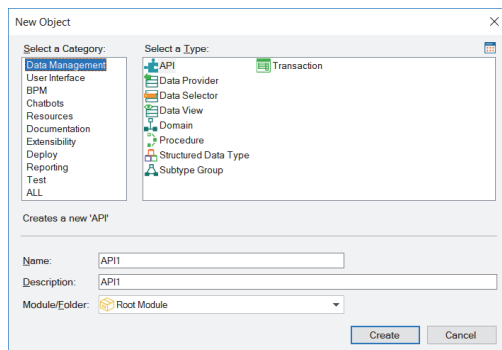 New Object
Select a Category:
Select a Type:
Data Management
User Interface
BPM
Chatbots
Resources
Documentation
Extensibility
Deploy
Reporting
Test
ALL
API
Data Provider
Data Selector
Data View
Domain
Procedure
Structured Data Type
Subtype Group
Transaction
Creates a new 'API'
Name: API1
Description: API1
Module/Folder: Root Module
Create Cancel